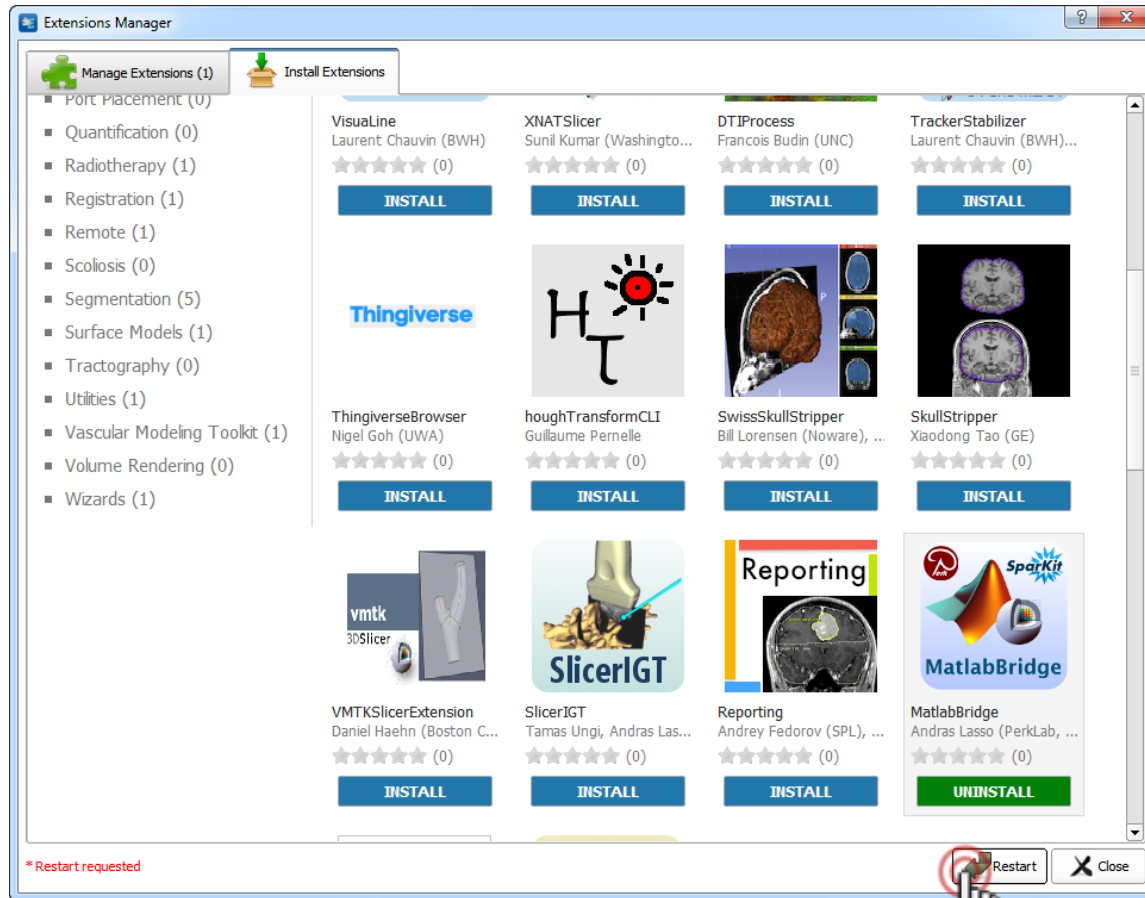 Extensions Manager
Manage Extensions (1)
Install Extensions
Port Placement (0)
Quantification (0)
Radiotherapy (1)
Registration (1)
Remote (1)
Scoliosis (0)
Segmentation (5)
Surface Models (1)
Tractography (0)
Utilities (1)
Vascular Modeling Toolkit (1)
Volume Rendering (0)
Wizards (1)
VisuaLine
Laurent Chauvin (BWH)
(0)
INSTALL
XNATSlicer
Sunil Kumar (Washingto...
(0)
INSTALL
DTIProcess
Francois Budin (UNC)
(0)
INSTALL
TrackerStabilizer
Laurent Chauvin (BWH)...
(0)
INSTALL
Thingiverse
ThingiverseBrowser
Nigel Goh (UWA)
(0)
INSTALL
HT
houghTransformCLI
Guillaume Pernelle
(0)
INSTALL
P
SwissSkullStripper
Bill Lorensen (Noware), ...
(0)
INSTALL
SkullStripper
Xiaodong Tao (GE)
(0)
INSTALL
vmtk
3DSlicer
VMTKSlicerExtension
Daniel Haehn (Boston C...
(0)
INSTALL
SlicerIGT
SlicerIGT
Tamas Ungi, Andras Las...
(0)
INSTALL
Reporting
Reporting
Andrey Fedorov (SPL), ...
(0)
INSTALL
Perk
SparKit
MatlabBridge
MatlabBridge
Andras Lasso (PerkLab, ...
(0)
UNINSTALL
*Restart requested
Restart
Close